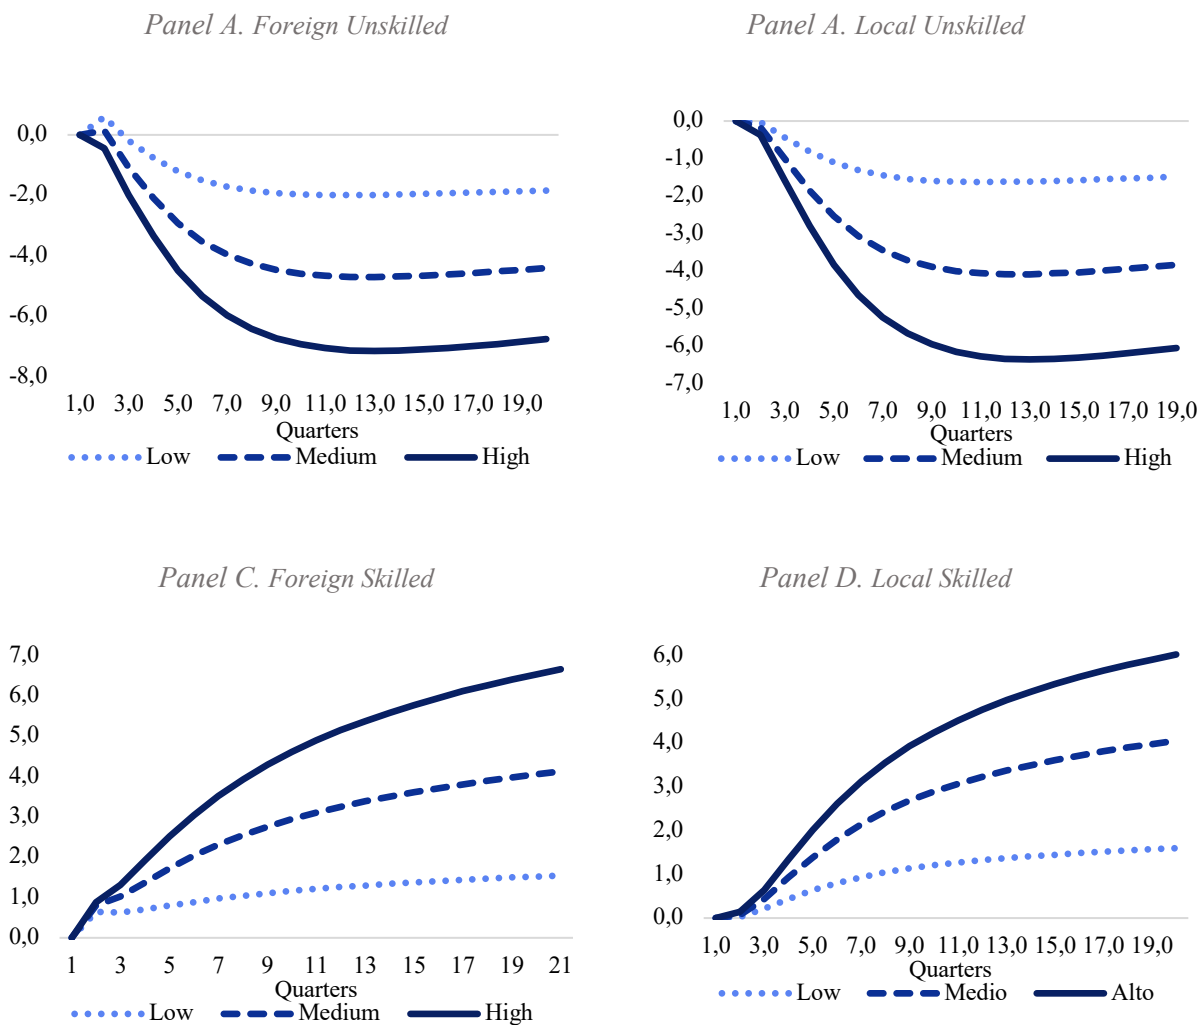 Panel A. Foreign Unskilled
0,0
-2,0
-4,0
-6,0
-8,0
1,0 3,0 5,0 7,0 9,0 11,0 13,0 15,0 17,0 19,0
Quarters
Low Medium High
Panel A. Local Unskilled
0,0
-1,0
-2,0
-3,0
-4,0
-5,0
-6,0
-7,0
1,0 3,0 5,0 7,0 9,0 11,0 13,0 15,0 17,0 19,0
Quarters
Low Medium High
Panel C. Foreign Skilled
7,0
6,0
5,0
4,0
3,0
2,0
1,0
0,0
1 3 5 7 9 11 13 15 17 19 21
Quarters
Low Medium High
Panel D. Local Skilled
6,0
5,0
4,0
3,0
2,0
1,0
0,0
1,0 3,0 5,0 7,0 9,0 11,0 13,0 15,0 17,0 19,0
Quarters
Low Medio Alto